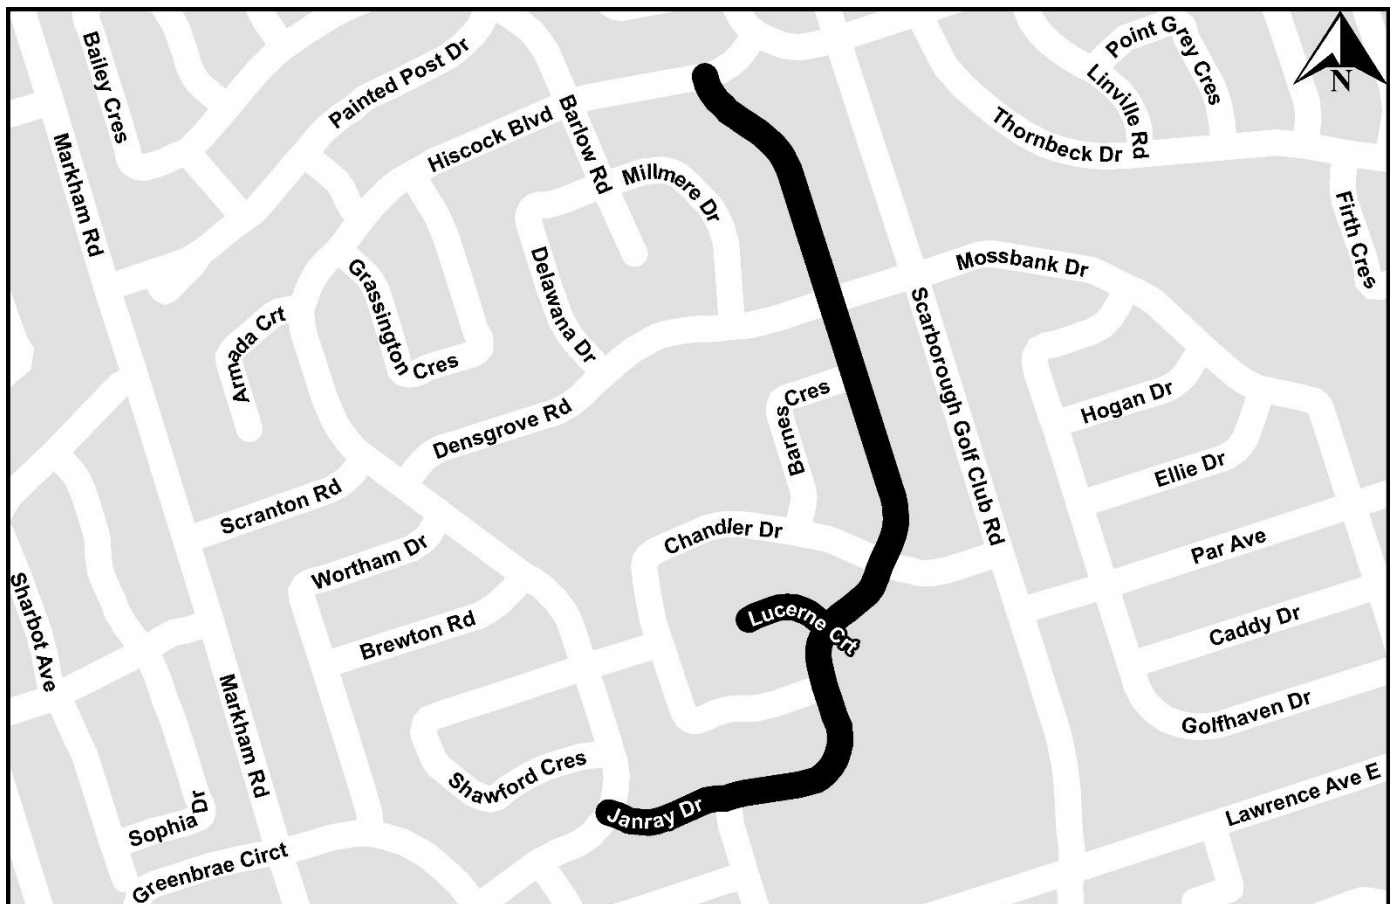 Bailey Cres
Painted Post Dr
Point Grey Cres
Linville Rd
N
Thornbeck Dr
Markham Rd
Hiscock Blvd
Barlow Rd
Millmere Dr
Firth Cres
Mossbank Dr
Delawana Dr
Grassington
Cres
Armada Crt
Scarborough Golf Club Rd
Barnes
Cres
Hogan Dr
Densgrove Rd
Ellie Dr
Scranton Rd
Chandler Dr
Par Ave
Wortham Dr
Sharbot Ave
Lucerne Crt
Brewton Rd
Caddy Dr
Markham Rd
Golfhaven Dr
Shawford Cres
Janray Dr
Lawrence Ave E
Sophia
Dr
Greenbrae Circt